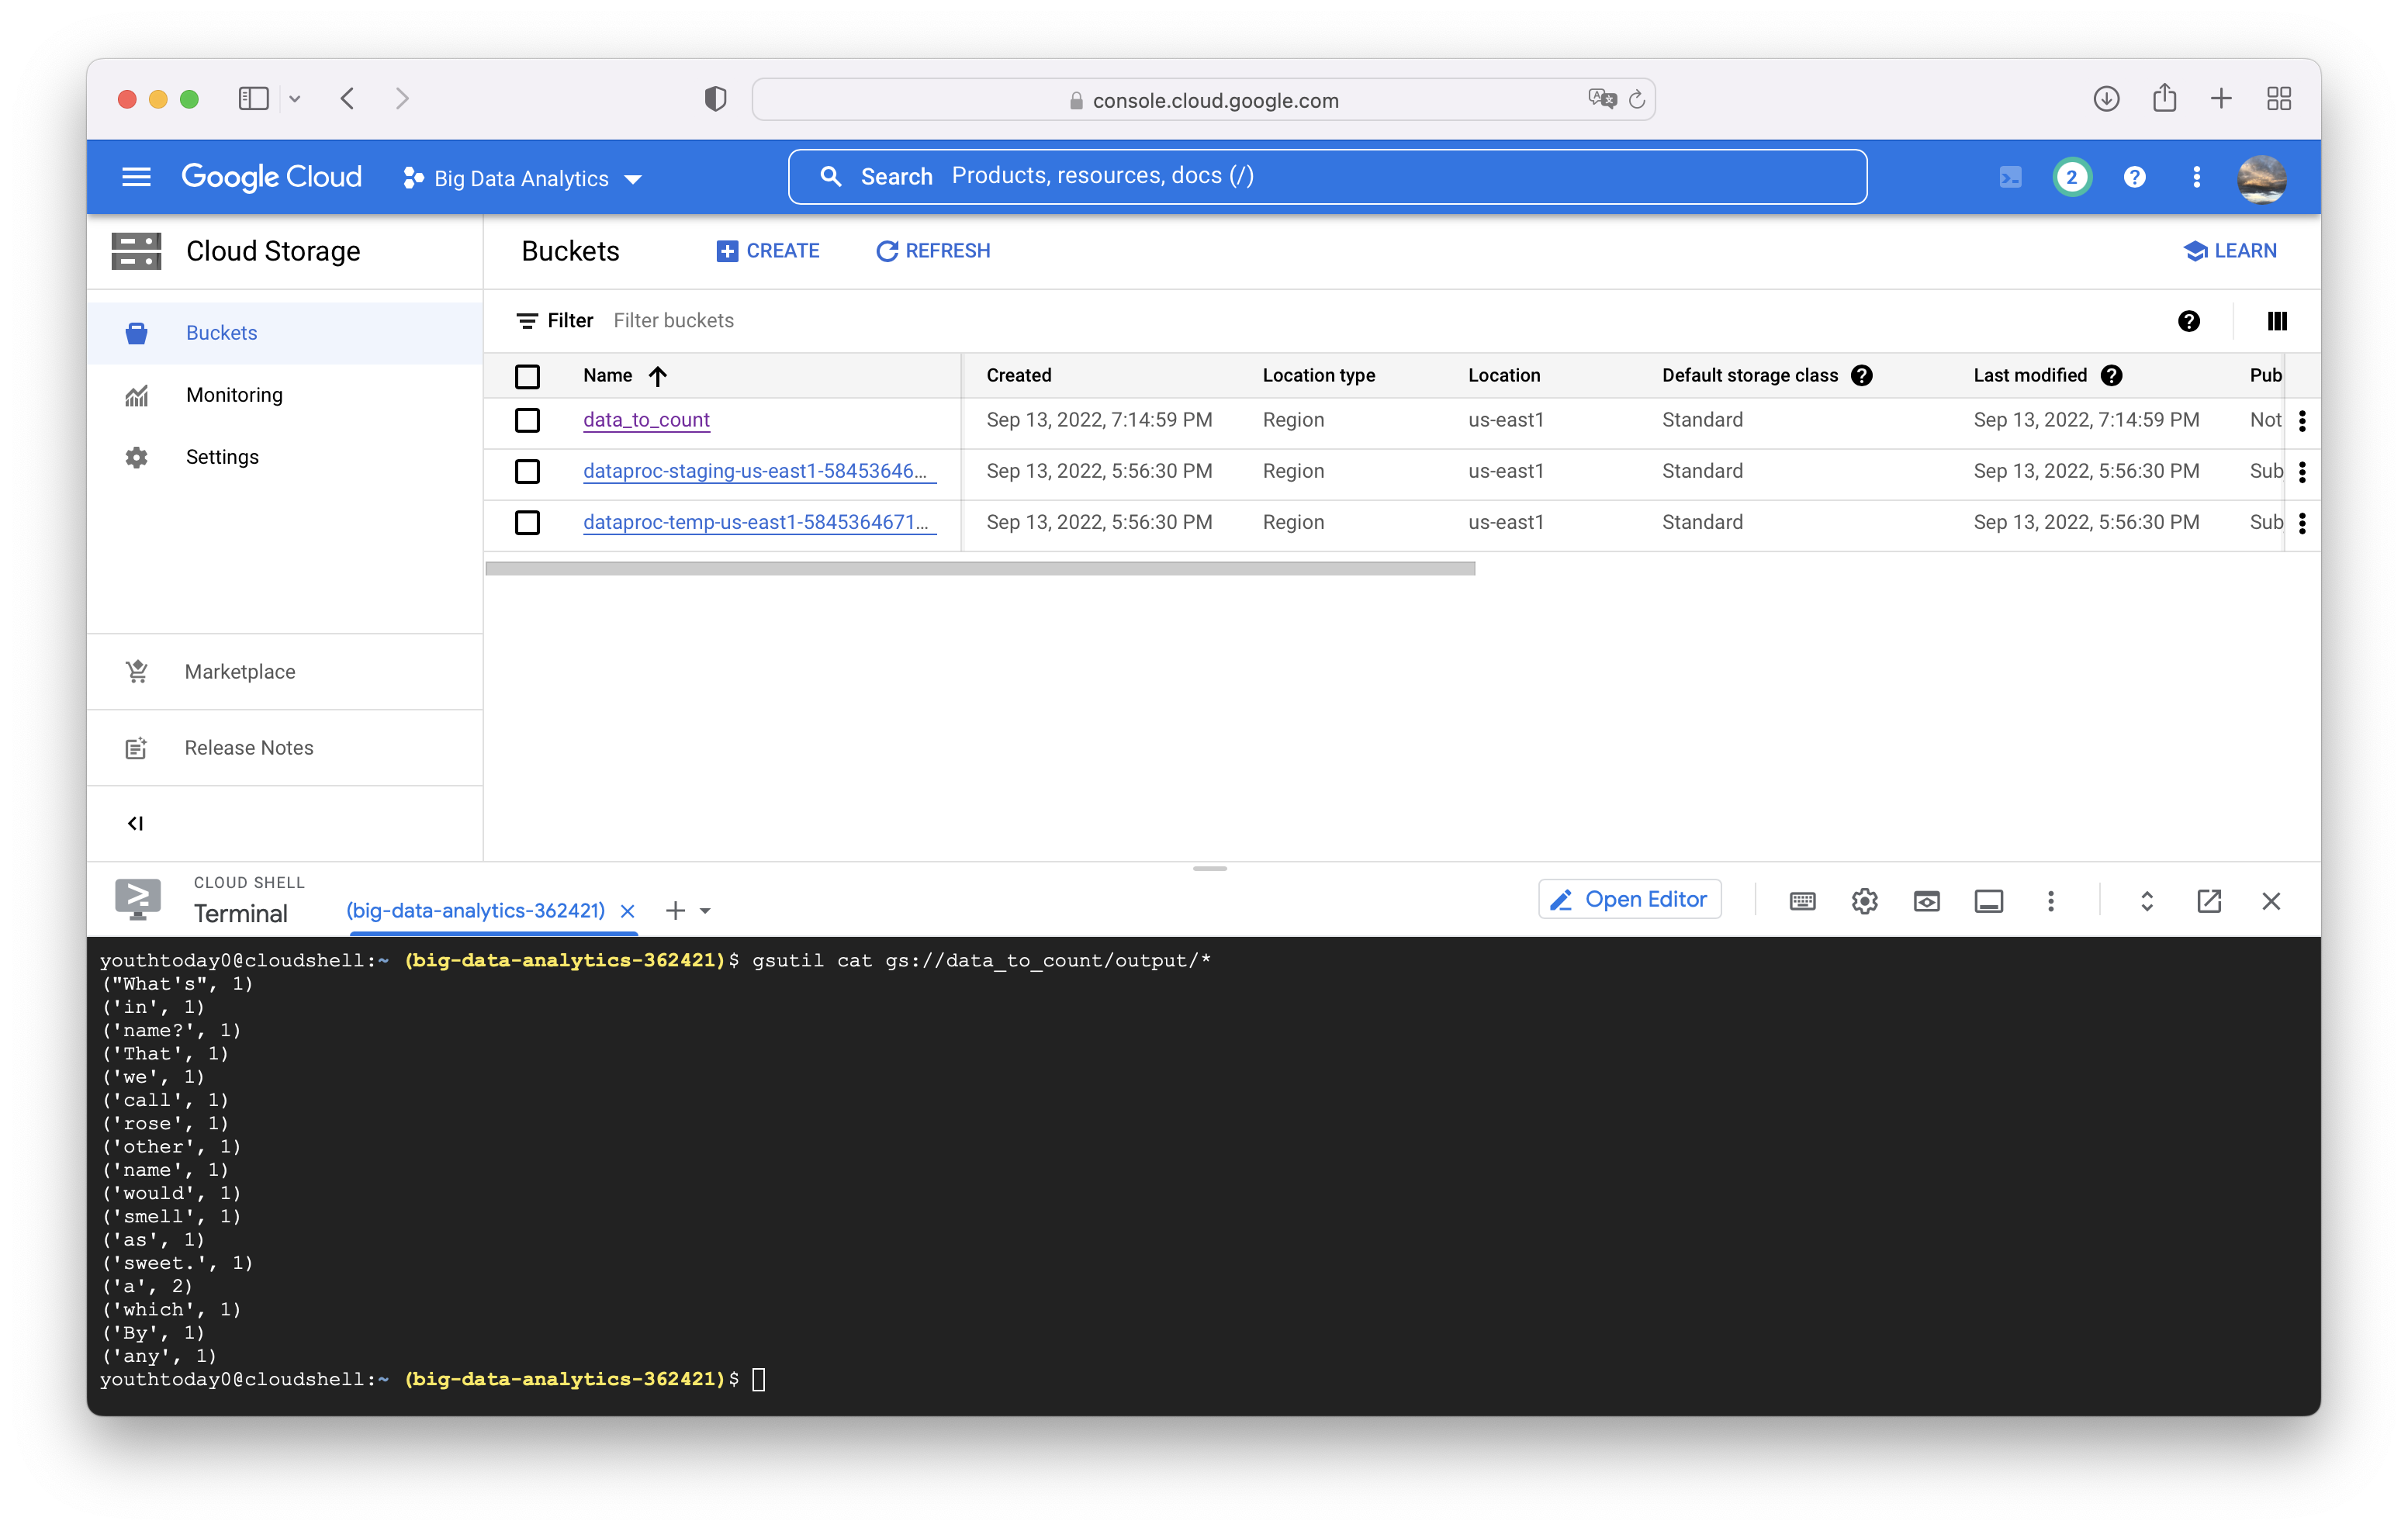 console.cloud.google.com
Google Cloud
Big Data Analytics
Search Products, resources, docs (/)
2
Cloud Storage
Buckets
CREATE
REFRESH
LEARN
Buckets
Monitoring
Settings
Marketplace
Release Notes
Filter Filter buckets
Name Created Location type Location Default storage class Last modified Pub
data_to_count Sep 13, 2022, 7:14:59 PM Region us-east1 Standard Sep 13, 2022, 7:14:59 PM Not
dataproc-staging-us-east1-58453646... Sep 13, 2022, 5:56:30 PM Region us-east1 Standard Sep 13, 2022, 5:56:30 PM Sub
dataproc-temp-us-east1-5845364671... Sep 13, 2022, 5:56:30 PM Region us-east1 Standard Sep 13, 2022, 5:56:30 PM Sub
CLOUD SHELL
Terminal
(big-data-analytics-362421)
Open Editor
youthtoday0@cloudshell:~ (big-data-analytics-362421)$ gsutil cat gs://data_to_count/output/*
("What's", 1)
('in', 1)
('name?', 1)
('That', 1)
('we', 1)
('call', 1)
('rose', 1)
('other', 1)
('name', 1)
('would', 1)
('smell', 1)
('as', 1)
('sweet.', 1)
('a', 2)
('which', 1)
('By', 1)
('any', 1)
youthtoday0@cloudshell:~ (big-data-analytics-362421)$